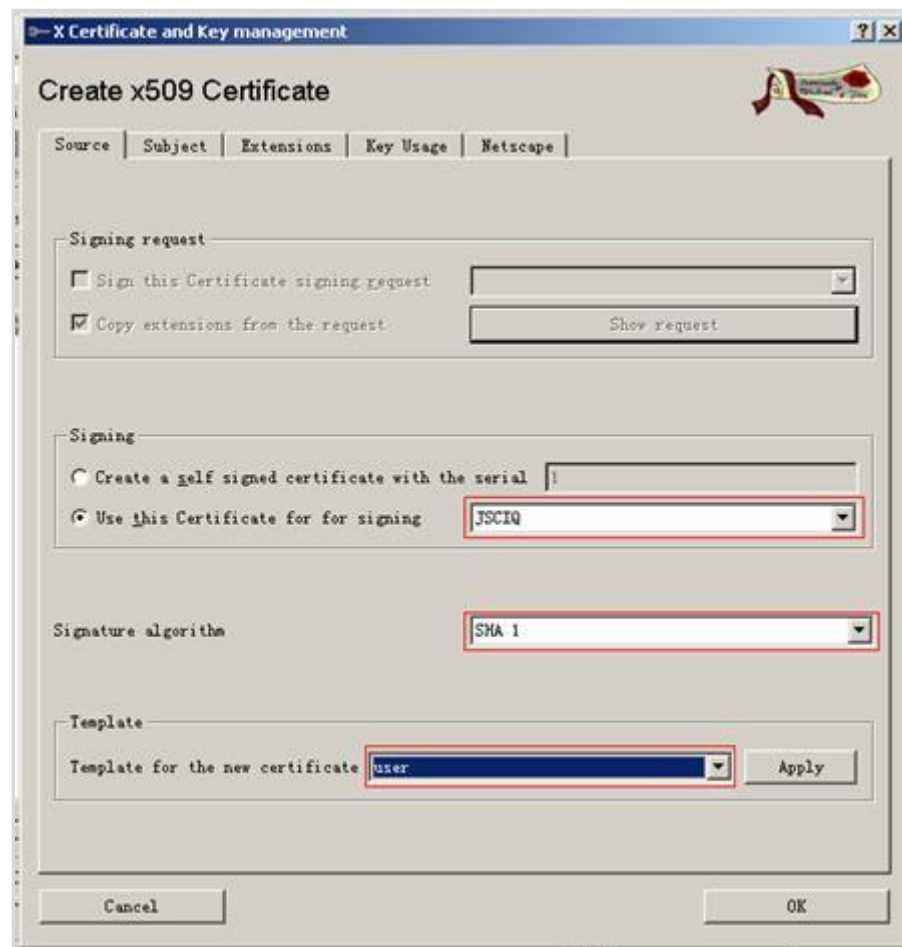 X Certificate and Key management
Create x509 Certificate
Source Subject Extensions Key Usage Netscape
Signing request
Sign this Certificate signing request
Copy extensions from the request Show request
Signing
Create a self signed certificate with the serial 1
Use this Certificate for for signing JSCIQ
Signature algorithm SHA 1
Template
Template for the new certificate user Apply
Cancel OK